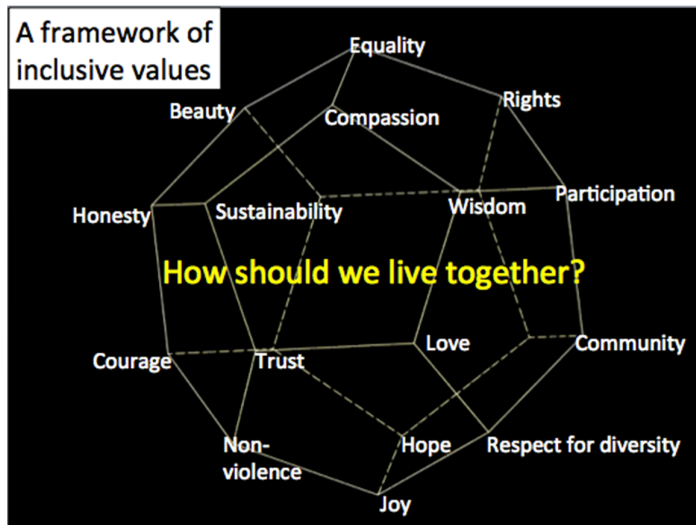 A framework of
inclusive values
Equality
Rights
Beauty
Compassion
Participation
Honesty
Sustainability
Wisdom
How should we live together?
Courage
Trust
Love
Community
Non-
violence
Hope
Respect for diversity
Joy